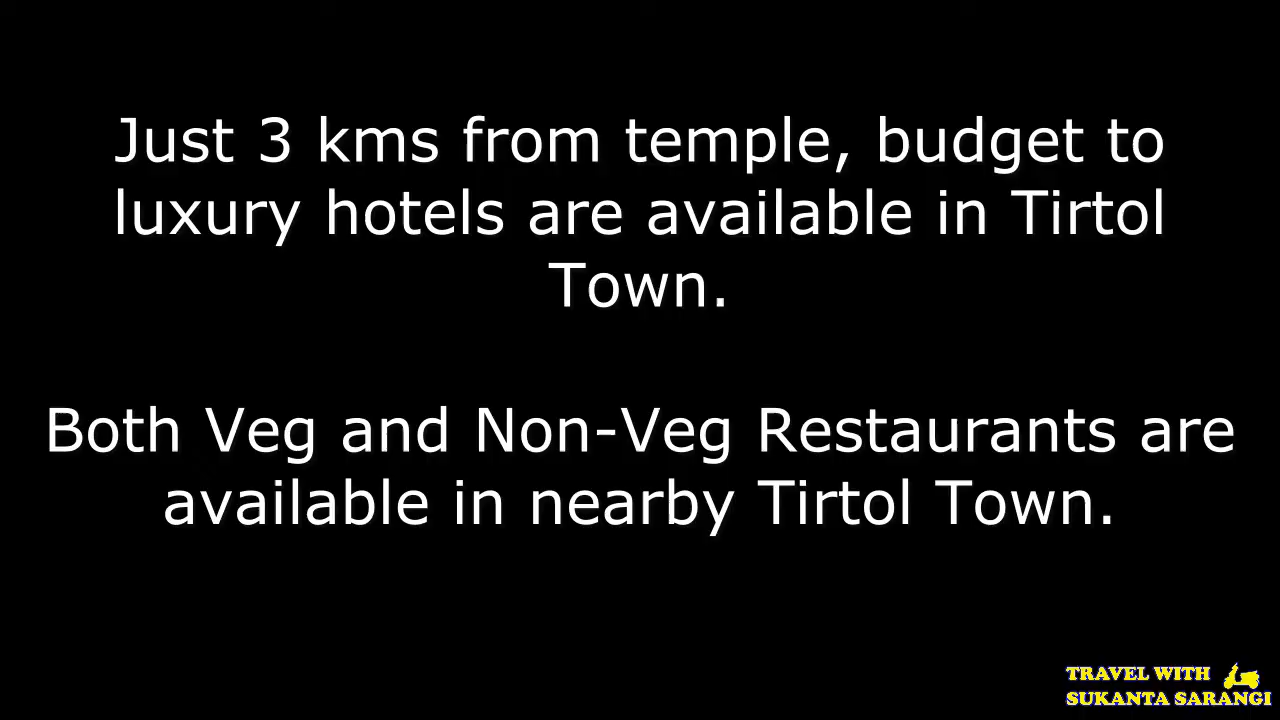 Just 3 kms from temple, budget to
luxury hotels are available in Tirtol
Town.
Both Veg and Non-Veg Restaurants are
available in nearby Tirtol Town.
TRAVEL WITH
SUKANTA SARANGI